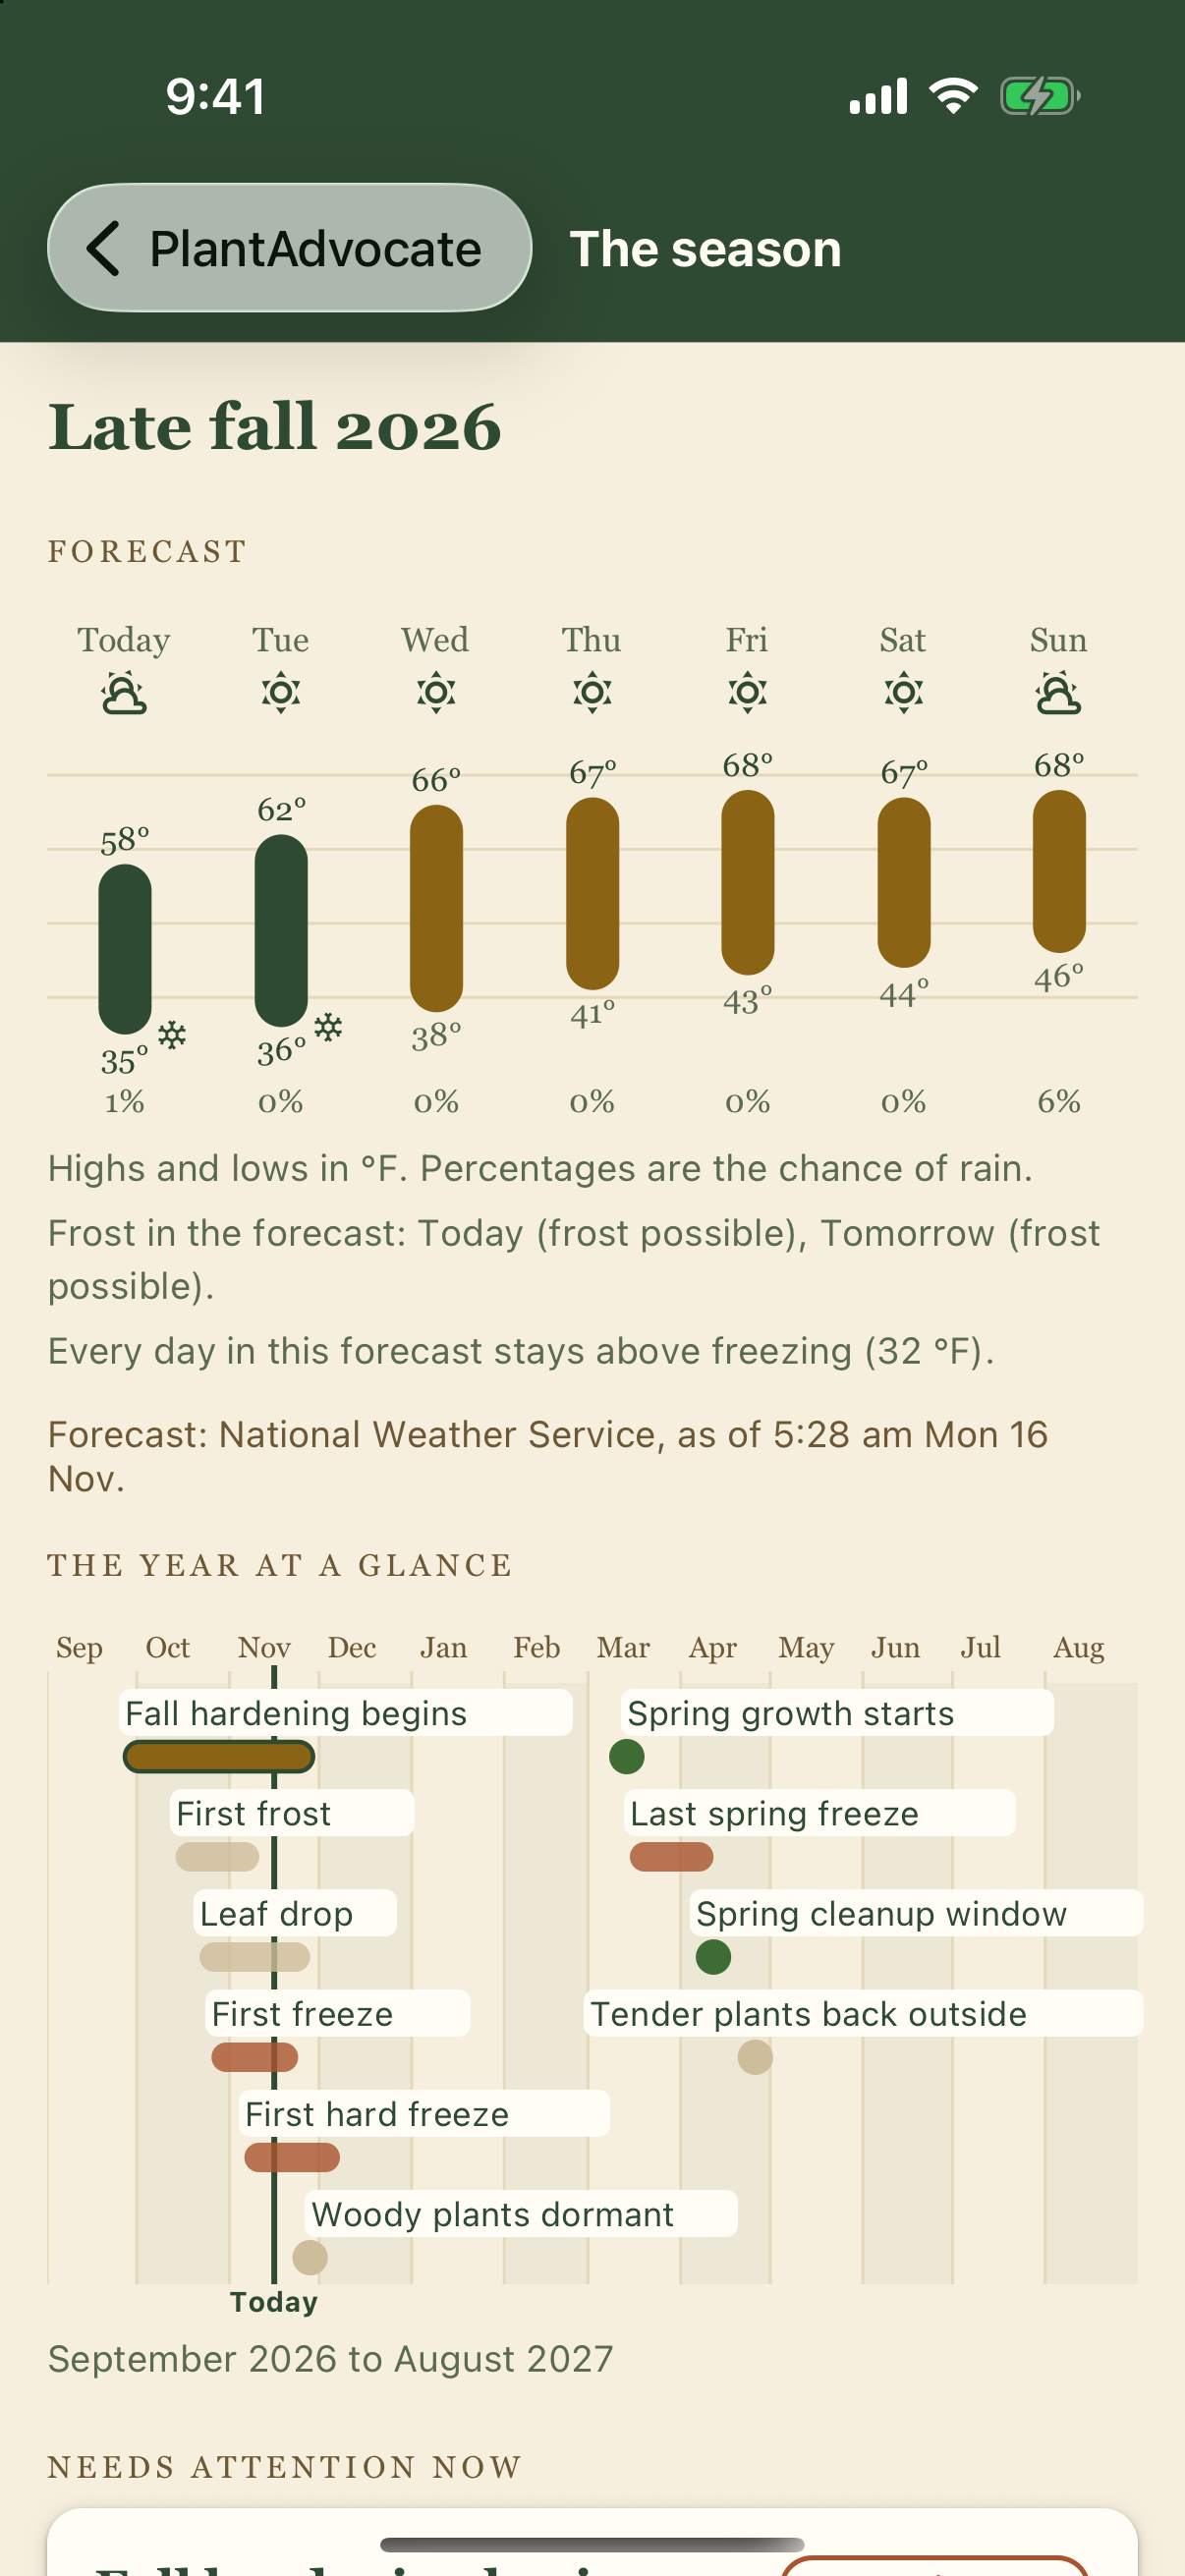 9:41
PlantAdvocate
The season
Late fall 2026
FORECAST
Today Tue Wed Thu Fri Sat Sun
58° 62° 66° 67° 68° 67° 68°
35° 36° 38° 41° 43° 44° 46°
1% 0% 0% 0% 0% 0% 6%
Highs and lows in °F. Percentages are the chance of rain.
Frost in the forecast: Today (frost possible), Tomorrow (frost
possible).
Every day in this forecast stays above freezing (32 °F).
Forecast: National Weather Service, as of 5:28 am Mon 16
Nov.
THE YEAR AT A GLANCE
Sep Oct Nov Dec Jan Feb Mar Apr May Jun Jul Aug
Fall hardening begins
Spring growth starts
First frost
Last spring freeze
Leaf drop
Spring cleanup window
First freeze
Tender plants back outside
First hard freeze
Woody plants dormant
Today
September 2026 to August 2027
NEEDS ATTENTION NOW